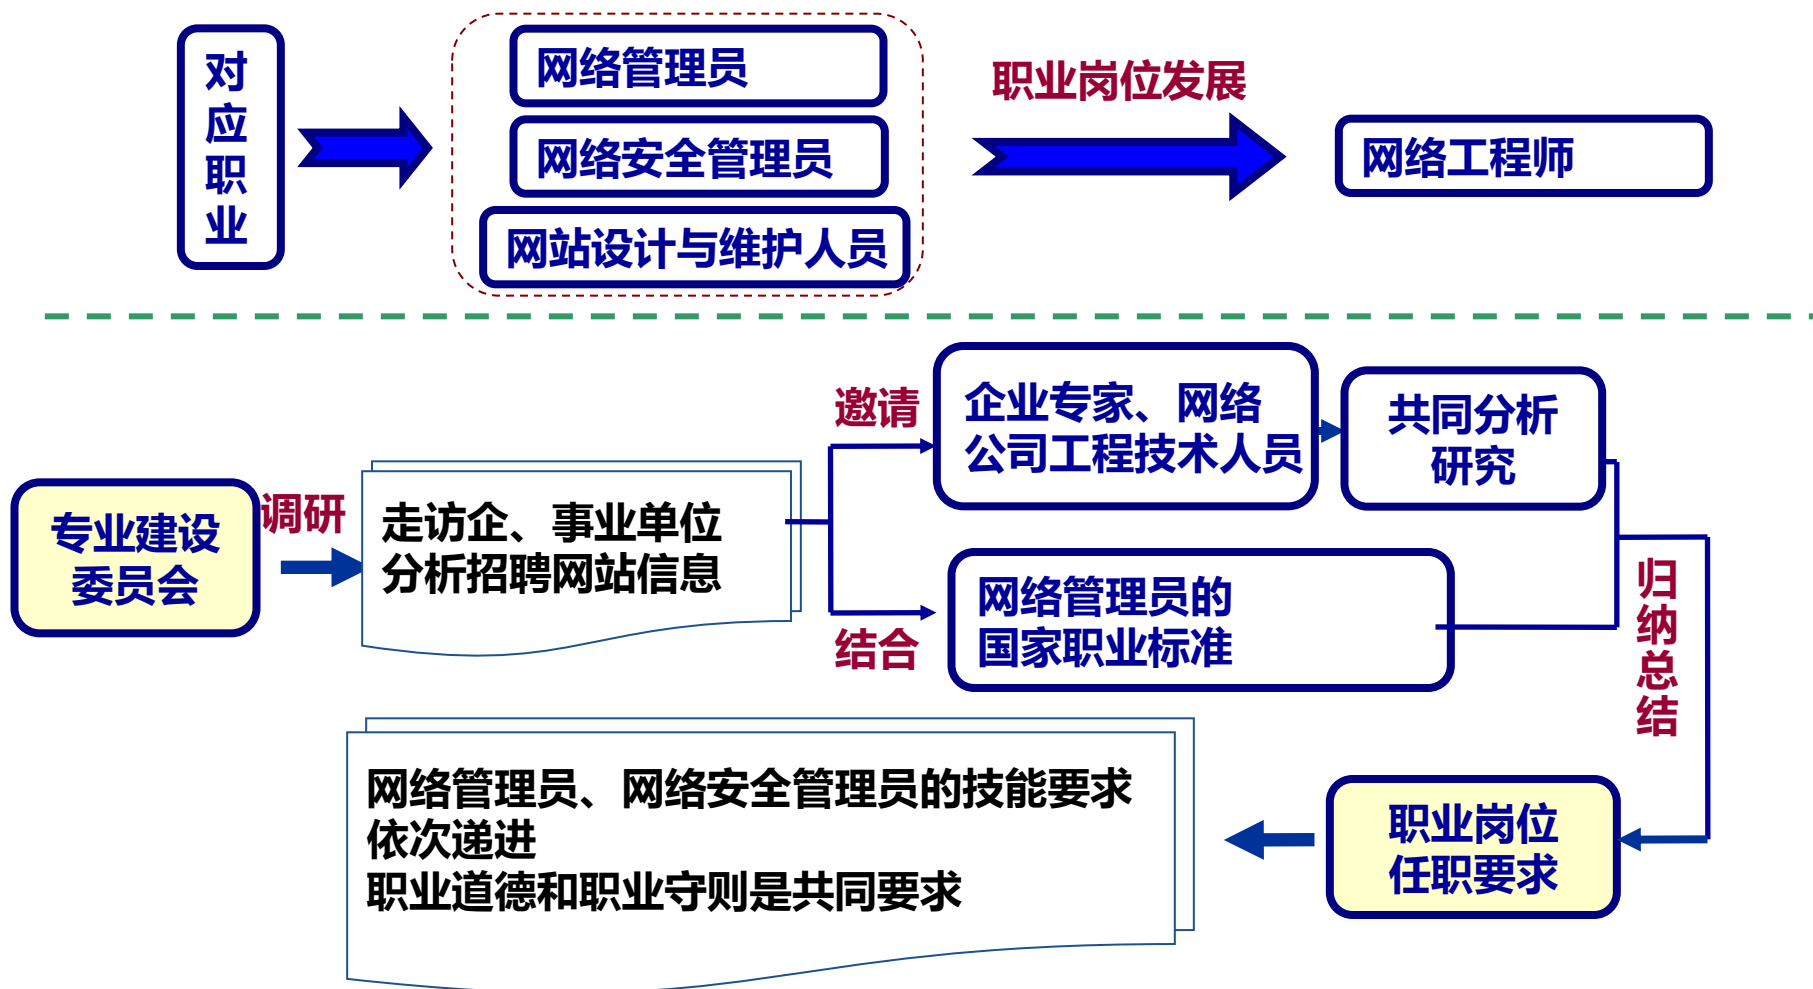 对
应
职
业
网络管理员
网络安全管理员
网站设计与维护人员
职业岗位发展
网络工程师
专业建设
委员会
调研
走访企、事业单位
分析招聘网站信息
邀请
企业专家、网络
公司工程技术人员
共同分析
研究
结合
网络管理员的
国家职业标准
归
纳
总
结
职业岗位
任职要求
网络管理员、网络安全管理员的技能要求
依次递进
职业道德和职业守则是共同要求